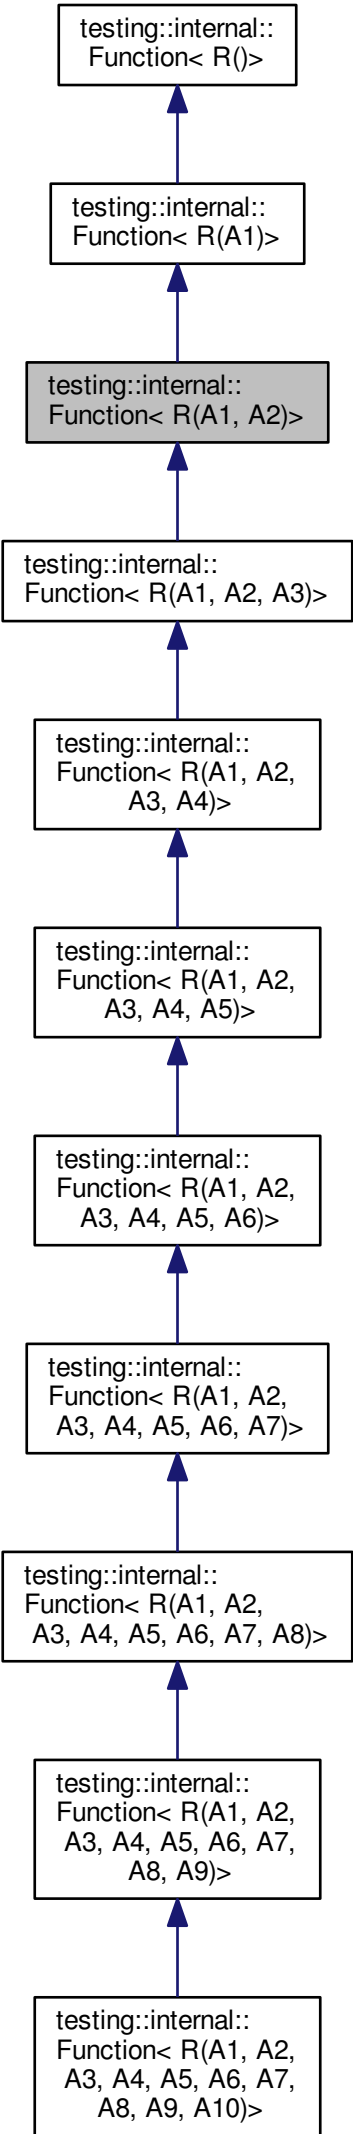 testing::internal::
Function< R()>
testing::internal::
Function< R(A1)>
testing::internal::
Function< R(A1, A2)>
testing::internal::
Function< R(A1, A2, A3)>
testing::internal::
Function< R(A1, A2,
A3, A4)>
testing::internal::
Function< R(A1, A2,
A3, A4, A5)>
testing::internal::
Function< R(A1, A2,
A3, A4, A5, A6)>
testing::internal::
Function< R(A1, A2,
A3, A4, A5, A6, A7)>
testing::internal::
Function< R(A1, A2,
A3, A4, A5, A6, A7, A8)>
testing::internal::
Function< R(A1, A2,
A3, A4, A5, A6, A7,
A8, A9)>
testing::internal::
Function< R(A1, A2,
A3, A4, A5, A6, A7,
A8, A9, A10)>